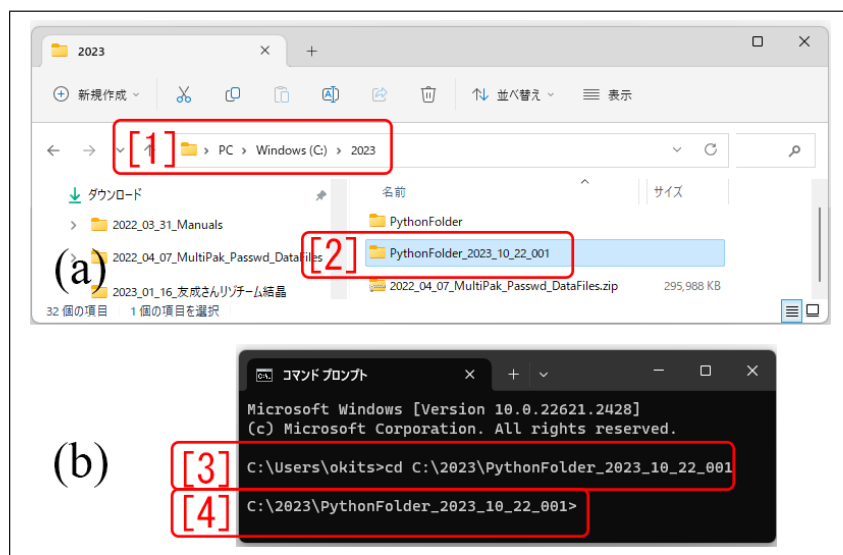 2023
新規作成
並べ替え
表示
[1]
PC > Windows (C:) > 2023
ダウンロード
名前
サイズ
2022_03_31_Manuals
PythonFolder
2022_04_07_MultiPak_Passwd_DataFiles
[2]
PythonFolder_2023_10_22_001
2023_01_16_友成さんリゾチーム結晶
2022_04_07_MultiPak_Passwd_DataFiles.zip
295,988 KB
(a)
32 個の項目
1 個の項目を選択
コマンド プロンプト
Microsoft Windows [Version 10.0.22621.2428]
(c) Microsoft Corporation. All rights reserved.
(b)
[3]
C:\Users\okits>cd C:\2023\PythonFolder_2023_10_22_001
[4]
C:\2023\PythonFolder_2023_10_22_001>